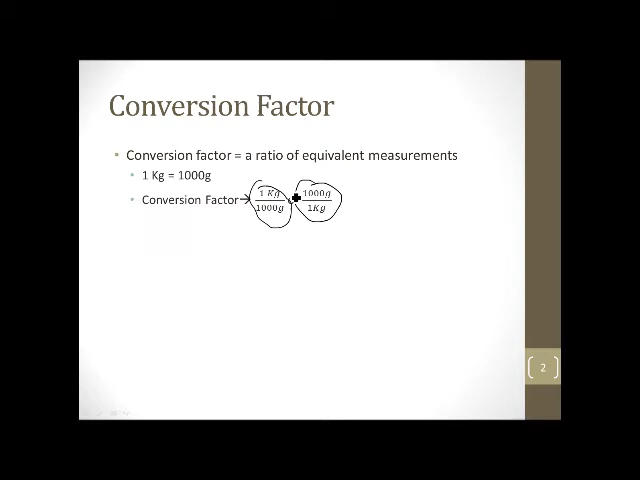 Conversion Factor
• Conversion factor = a ratio of equivalent measurements
• 1 Kg = 1000g
• Conversion Factor→ 1 Kg/1000g, 1000g/1Kg
2